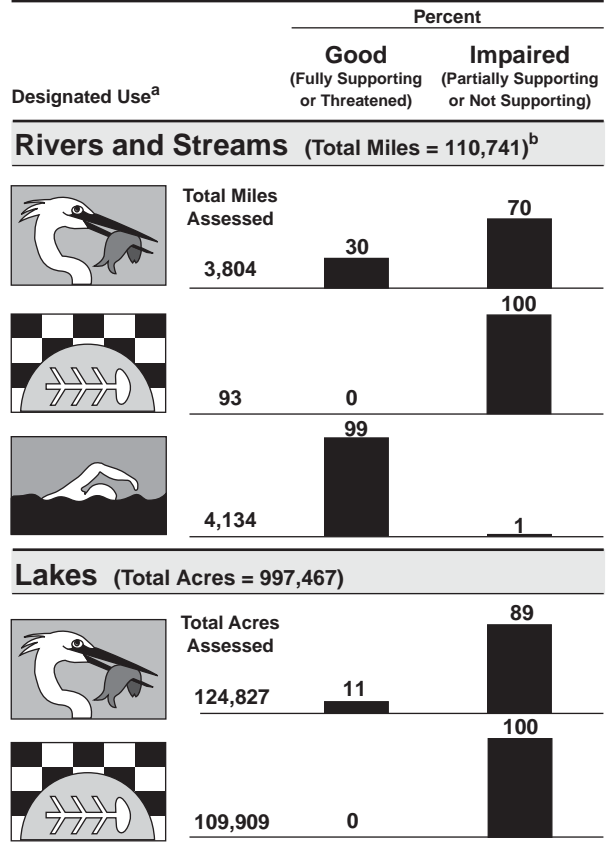 Percent
Good Impaired
(Fully Supporting (Partially Supporting
Designated Useᵃ or Threatened) or Not Supporting)
Rivers and Streams (Total Miles = 110,741)ᵇ
Total Miles
Assessed
3,804 30 70
93 0 100
4,134 99 1
Lakes (Total Acres = 997,467)
Total Acres
Assessed
124,827 11 89
109,909 0 100